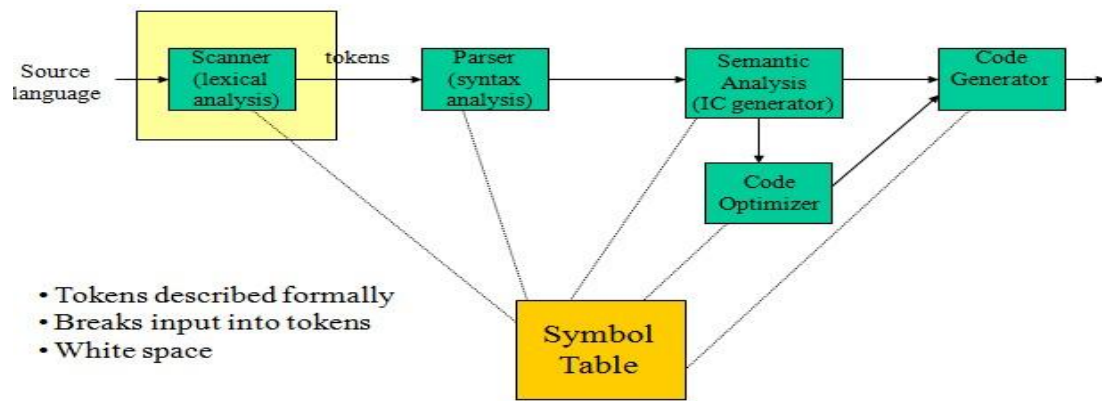 Source
language
Scanner
(lexical
analysis)
tokens
Parser
(syntax
analysis)
Semantic
Analysis
(IC generator)
Code
Generator
Code
Optimizer
• Tokens described formally
• Breaks input into tokens
• White space
Symbol
Table